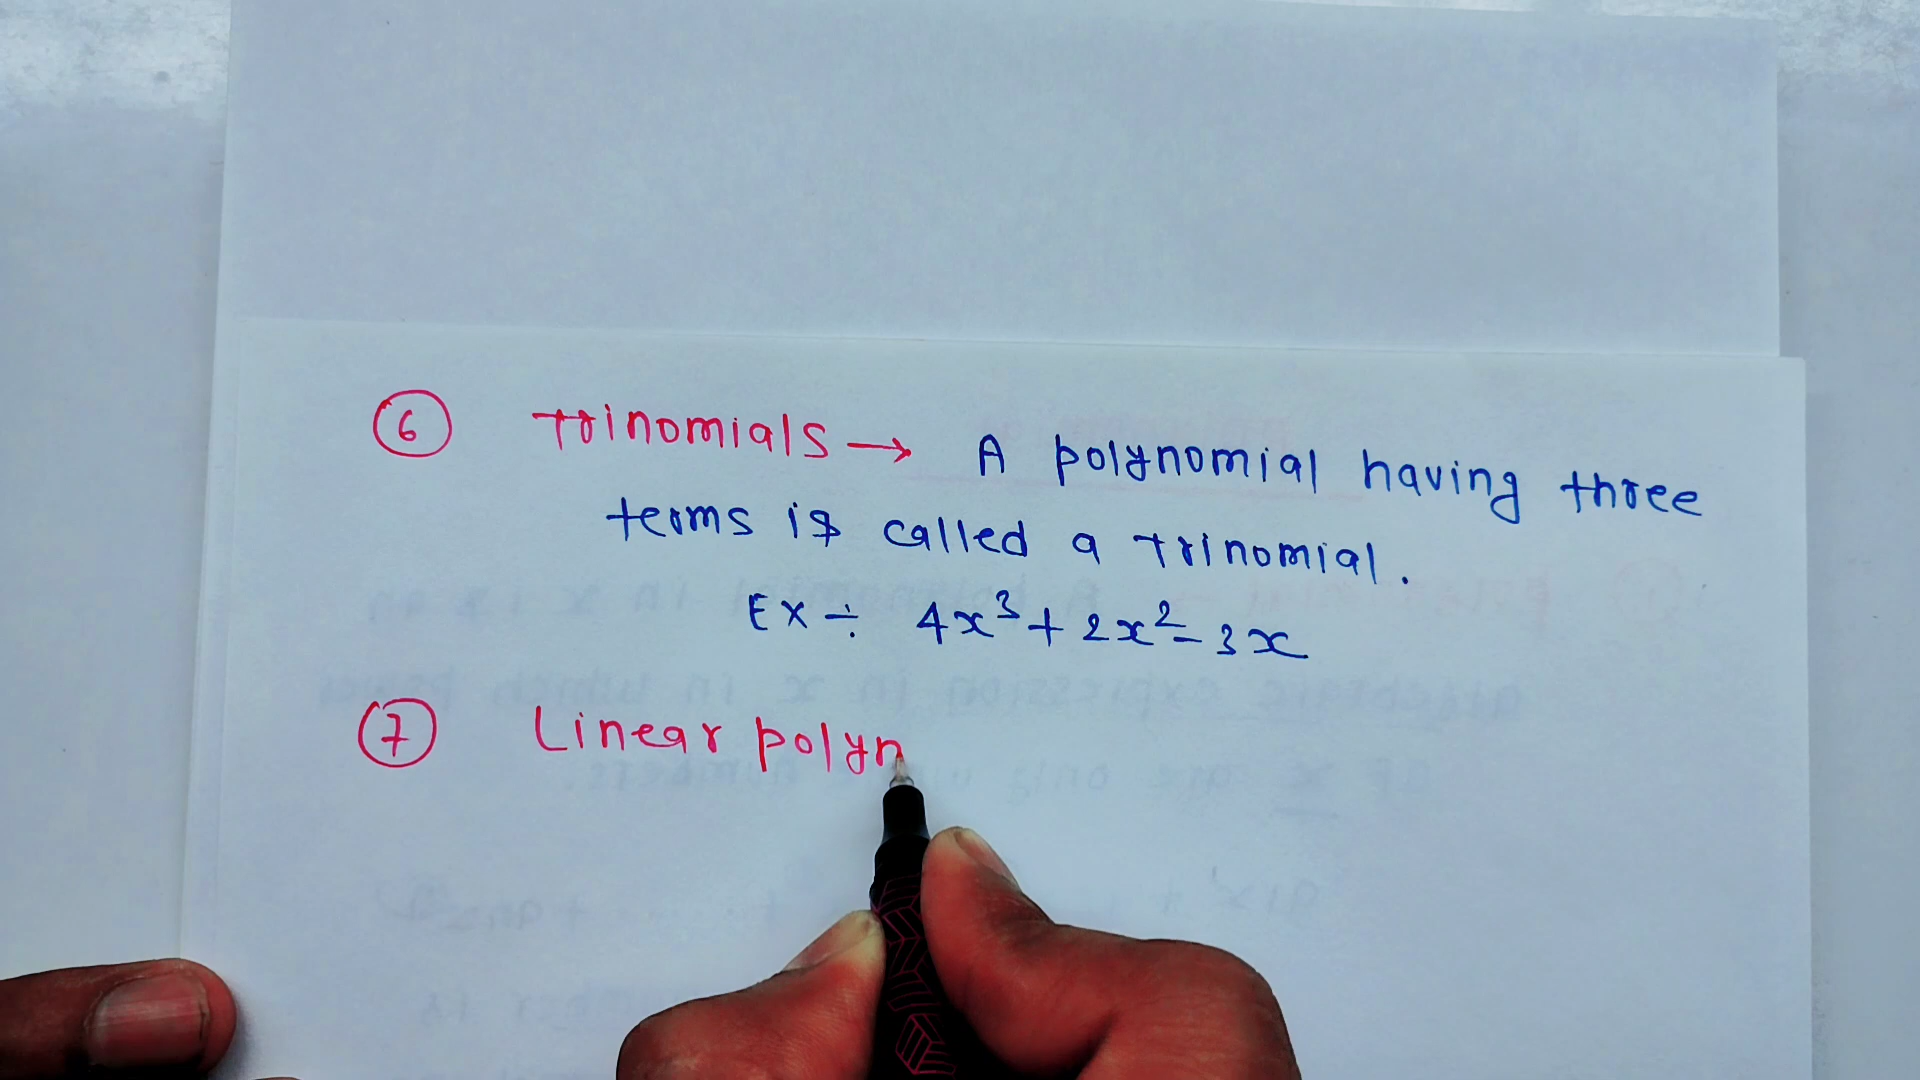 6 Trinomials → A polynomial having three
terms is called a trinomial.
Ex ÷ 4x³ + 2x² - 3x
7 Linear polyn